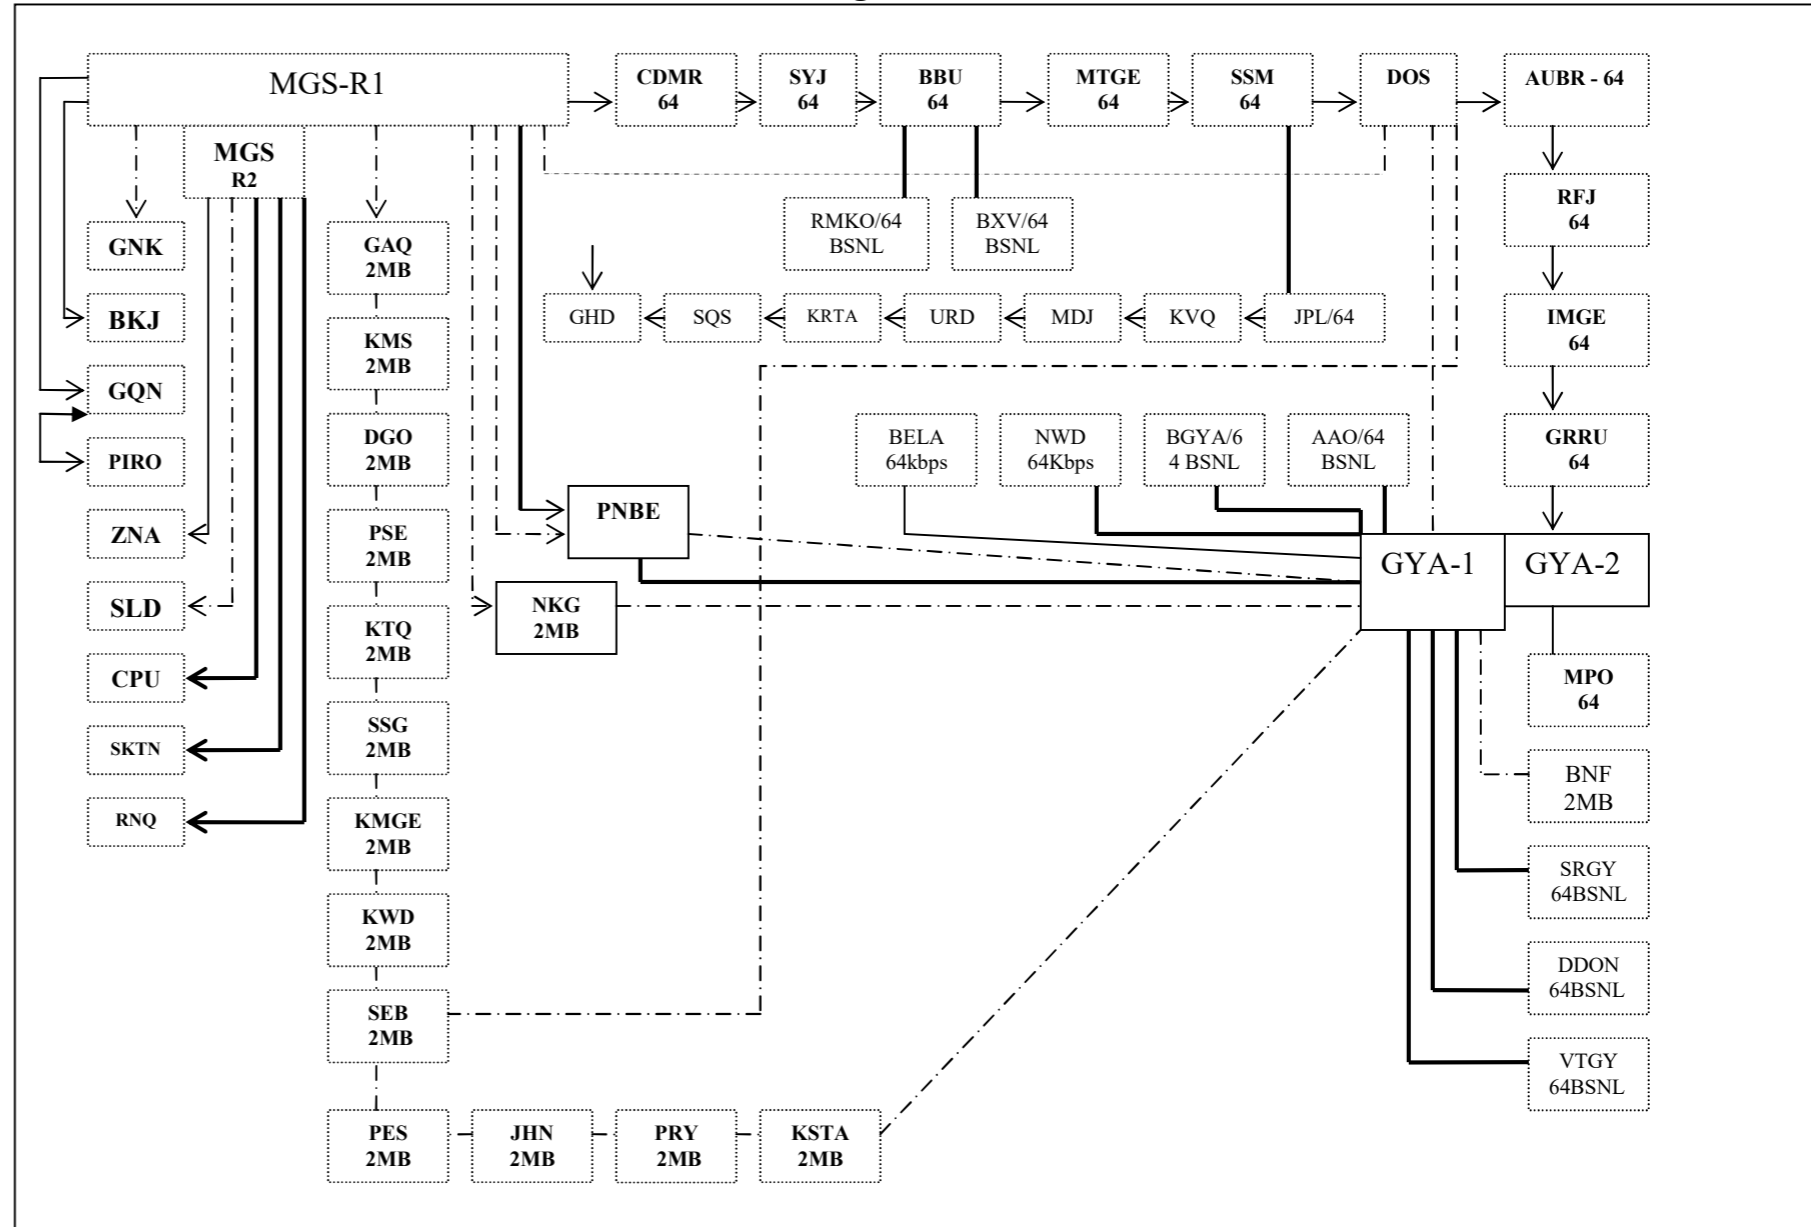 MGS-R1
CDMR
64
SYJ
64
BBU
64
MTGE
64
SSM
64
DOS
AUBR - 64
MGS
R2
RFJ
64
RMKO/64
BSNL
BXV/64
BSNL
GNK
GAQ
2MB
BKJ
KMS
2MB
GHD
SQS
KRTA
URD
MDJ
KVQ
JPL/64
IMGE
64
GQN
DGO
2MB
BELA
64kbps
NWD
64Kbps
BGYA/6
4 BSNL
AAO/64
BSNL
GRRU
64
PIRO
ZNA
PSE
2MB
PNBE
GYA-1
GYA-2
SLD
KTQ
2MB
NKG
2MB
CPU
SSG
2MB
MPO
64
SKTN
BNF
2MB
RNQ
KMGE
2MB
SRGY
64BSNL
KWD
2MB
DDON
64BSNL
SEB
2MB
VTGY
64BSNL
PES
2MB
JHN
2MB
PRY
2MB
KSTA
2MB